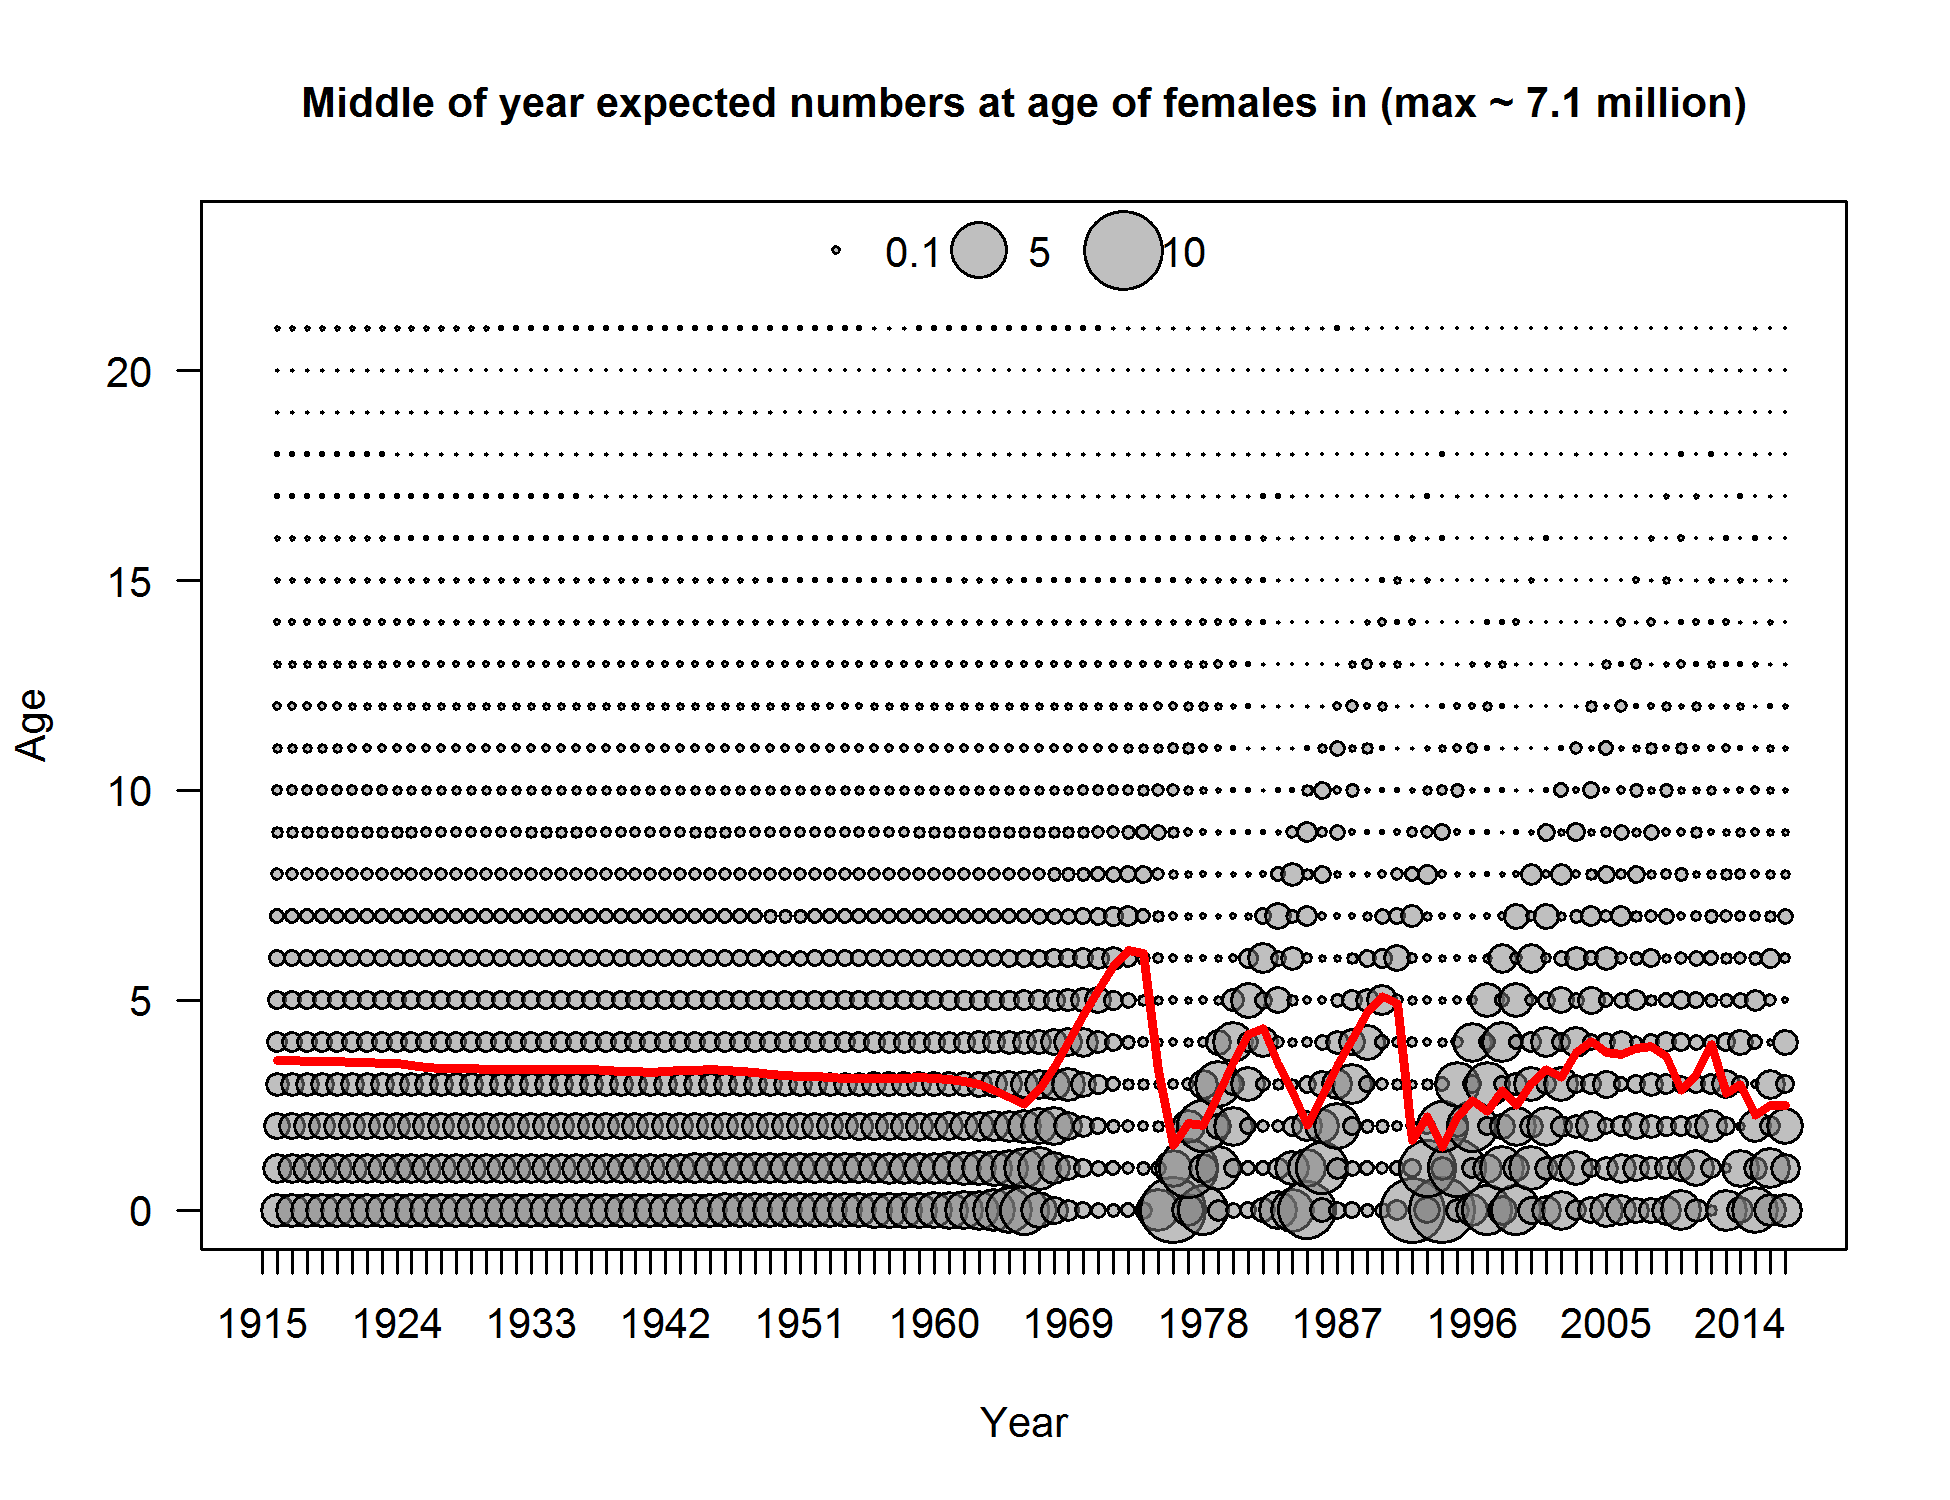 Middle of year expected numbers at age of females in (max ~ 7.1 million)
0.1 5 10
20
15
10
5
0
Age
1915 1924 1933 1942 1951 1960 1969 1978 1987 1996 2005 2014
Year